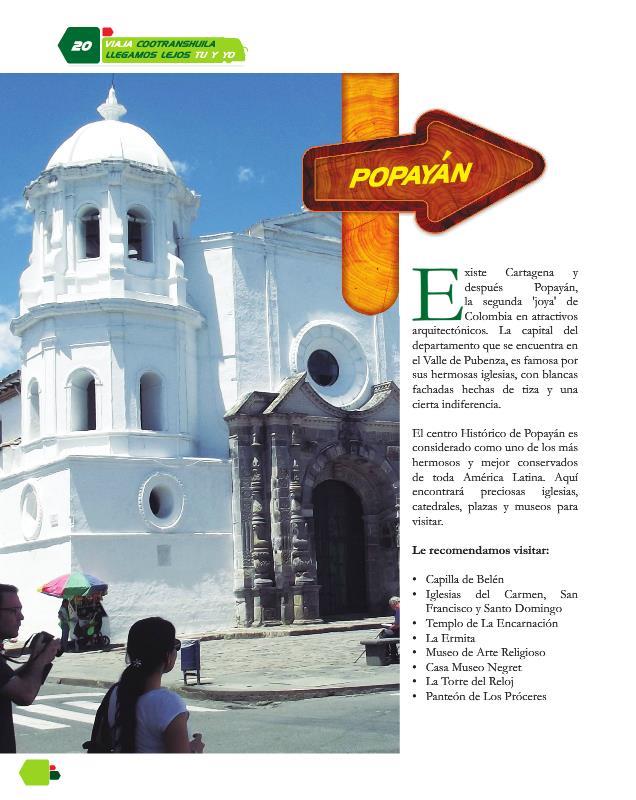 20
VIAJA COOTRANSHUILA
LLEGAMOS LEJOS TU Y YO
POPAYÁN
Existe Cartagena y
después Popayán,
la segunda 'joya' de
Colombia en atractivos
arquitectónicos. La capital del
departamento que se encuentra en
el Valle de Pubenza, es famosa por
sus hermosas iglesias, con blancas
fachadas hechas de tiza y una
cierta indiferencia.
El centro Histórico de Popayán es
considerado como uno de los más
hermosos y mejor conservados
de toda América Latina. Aquí
encontrará preciosas iglesias,
catedrales, plazas y museos para
visitar.
Le recomendamos visitar:
• Capilla de Belén
• Iglesias del Carmen, San
Francisco y Santo Domingo
• Templo de La Encarnación
• La Ermita
• Museo de Arte Religioso
• Casa Museo Negret
• La Torre del Reloj
• Panteón de Los Próceres